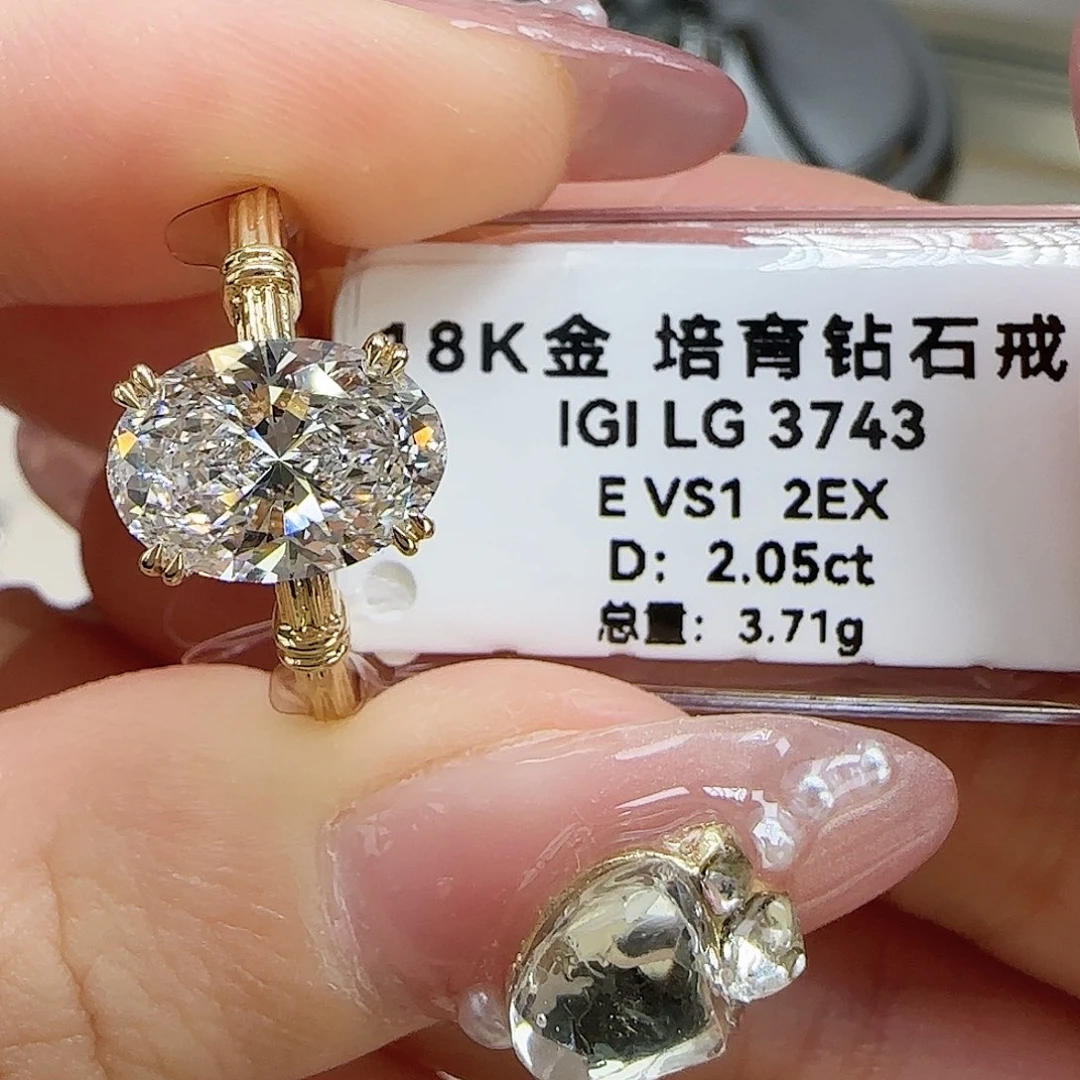 18K金 培育钻石戒
IGI LG 3743
E VS1 2EX
D: 2.05ct
总重: 3.71g